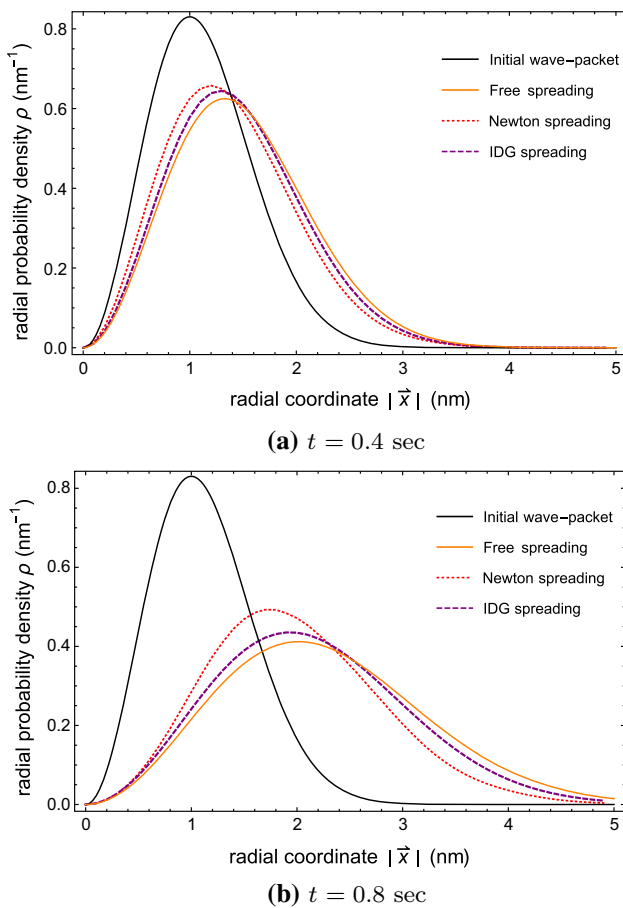 0.8
0.6
0.4
0.2
0.0
radial probability density ρ (nm⁻¹)
Initial wave-packet
Free spreading
Newton spreading
IDG spreading
0 1 2 3 4 5
radial coordinate | x⃗ | (nm)
(a) t = 0.4 sec
0.8
0.6
0.4
0.2
0.0
radial probability density ρ (nm⁻¹)
Initial wave-packet
Free spreading
Newton spreading
IDG spreading
0 1 2 3 4 5
radial coordinate | x⃗ | (nm)
(b) t = 0.8 sec